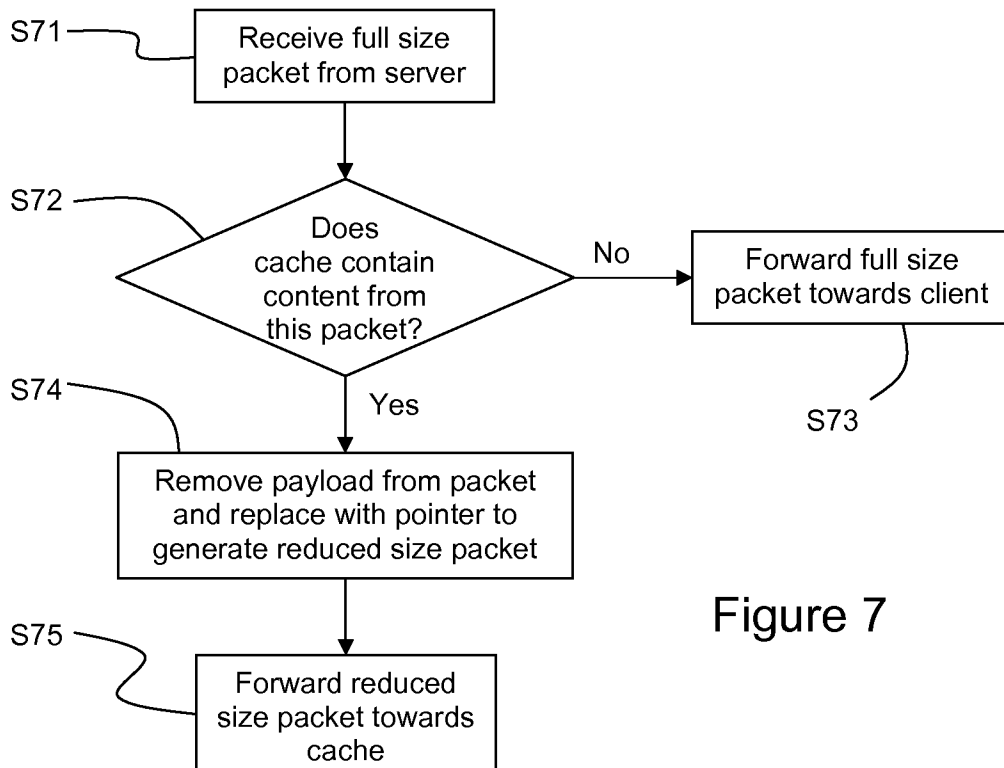 S71
Receive full size
packet from server
S72
Does
cache contain
content from
this packet?
No
Forward full size
packet towards client
S73
Yes
S74
Remove payload from packet
and replace with pointer to
generate reduced size packet
S75
Forward reduced
size packet towards
cache
Figure 7